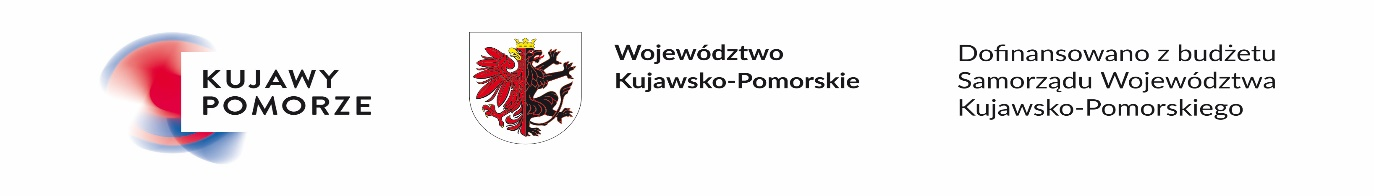 KUJAWY
POMORZE
Województwo
Kujawsko-Pomorskie
Dofinansowano z budżetu
Samorządu Województwa
Kujawsko-Pomorskiego